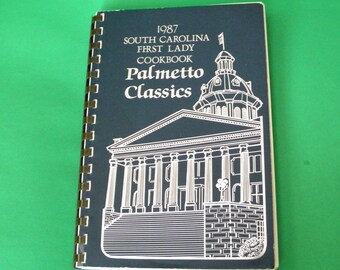 1987
SOUTH CAROLINA
FIRST LADY
COOKBOOK
Palmetto
Classics